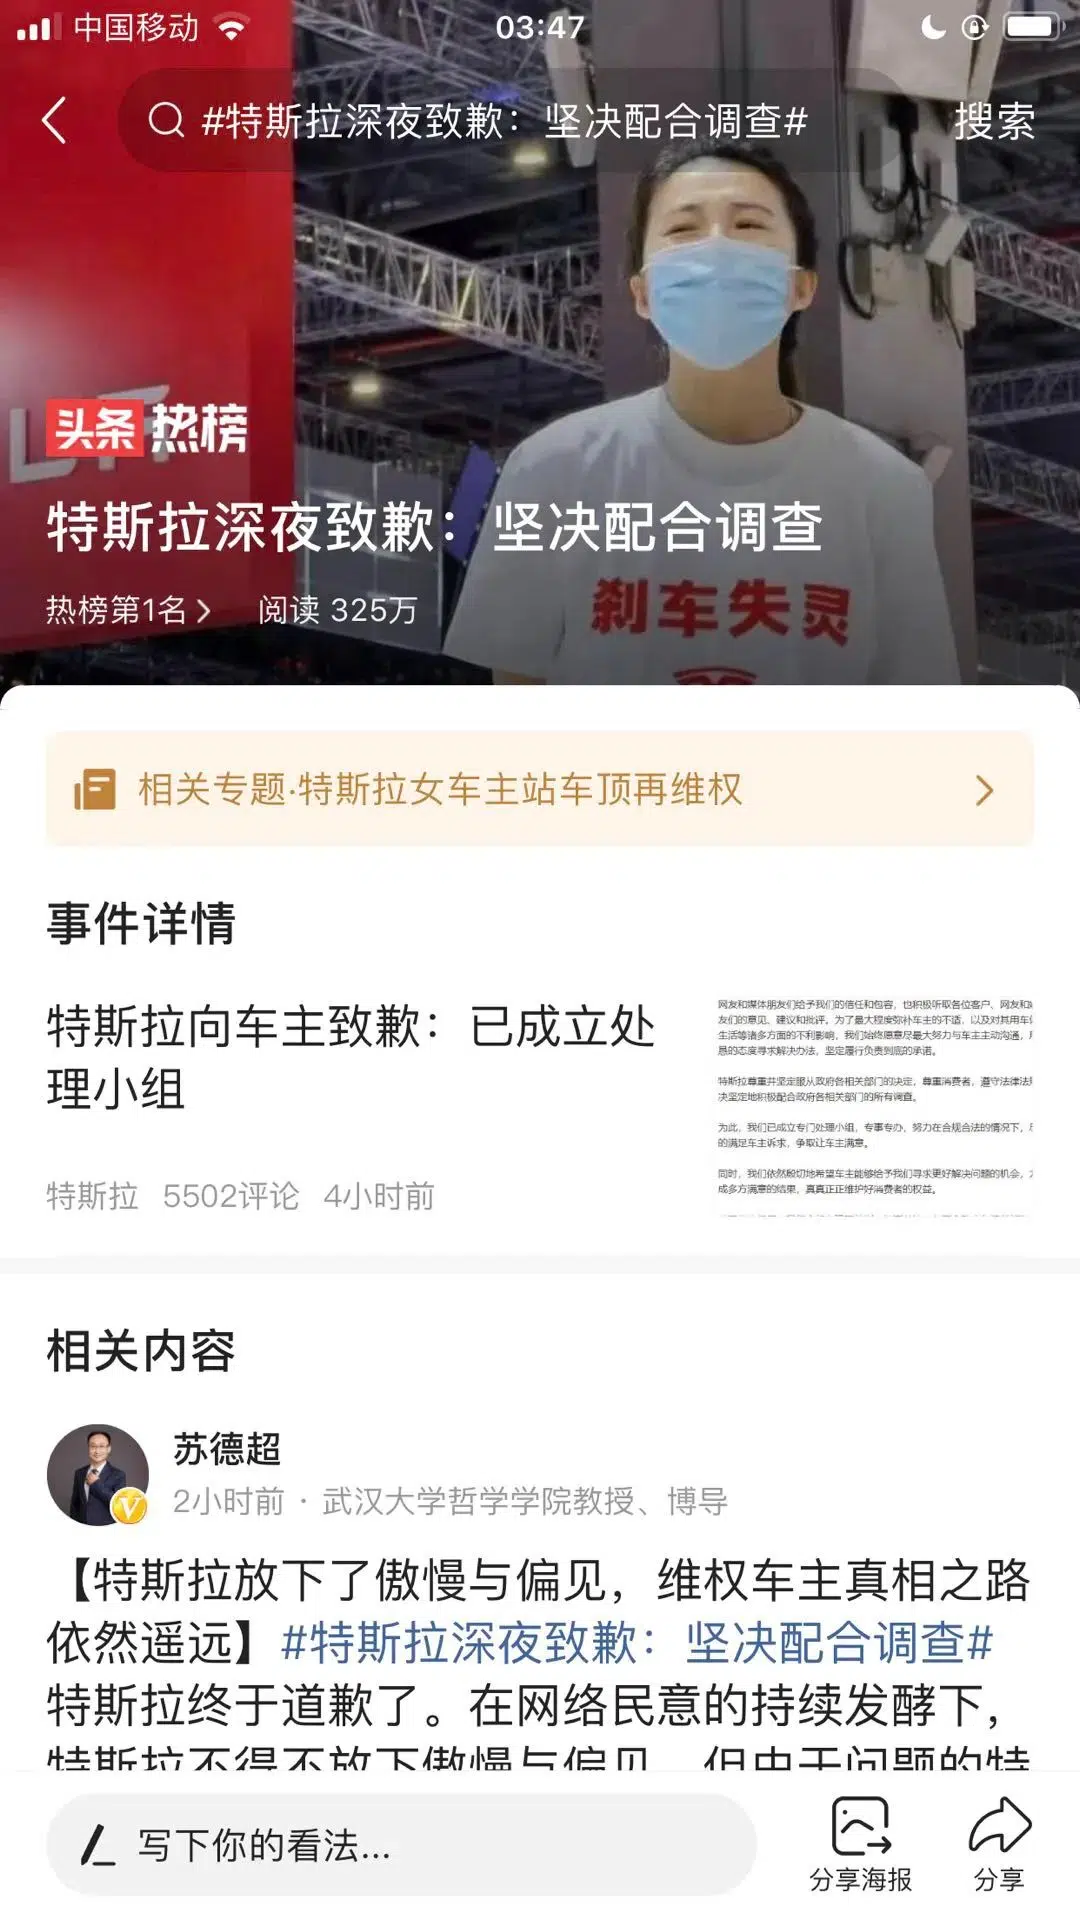 中国移动
03:47
#特斯拉深夜致歉：坚决配合调查#
搜索
头条热榜
特斯拉深夜致歉：坚决配合调查
热榜第1名
阅读 325万
刹车失灵
相关专题·特斯拉女车主站车顶再维权
事件详情
特斯拉向车主致歉：已成立处
理小组
特斯拉 5502评论 4小时前
网友和媒体朋友们给予我们的信任和包容，也积极听取各位客户、网友和
友们的意见、建议和批评。为了最大程度弥补车主的不适，以及对其用车
生活等诸多方面的不利影响，我们始终愿意尽最大努力与车主主动沟通，
恳的态度寻求解决办法，坚定履行负责到底的承诺。
特斯拉尊重并坚定服从政府各相关部门的决定，尊重消费者，遵守法律法
决坚定地积极配合政府各相关部门的所有调查。
为此，我们已成立专门处理小组，专事专办，努力在合规合法的情况下，
的满足车主诉求，争取让车主满意。
同时，我们依然殷切地希望车主能够给予我们寻求更好解决问题的机会，
成多方满意的结果，真真正正维护好消费者的权益。
相关内容
苏德超
2小时前 · 武汉大学哲学学院教授、博导
【特斯拉放下了傲慢与偏见，维权车主真相之路
依然遥远】#特斯拉深夜致歉：坚决配合调查#
特斯拉终于道歉了。在网络民意的持续发酵下，
特斯拉不得不放下傲慢与偏见。但由于问题的特
写下你的看法...
分享海报
分享